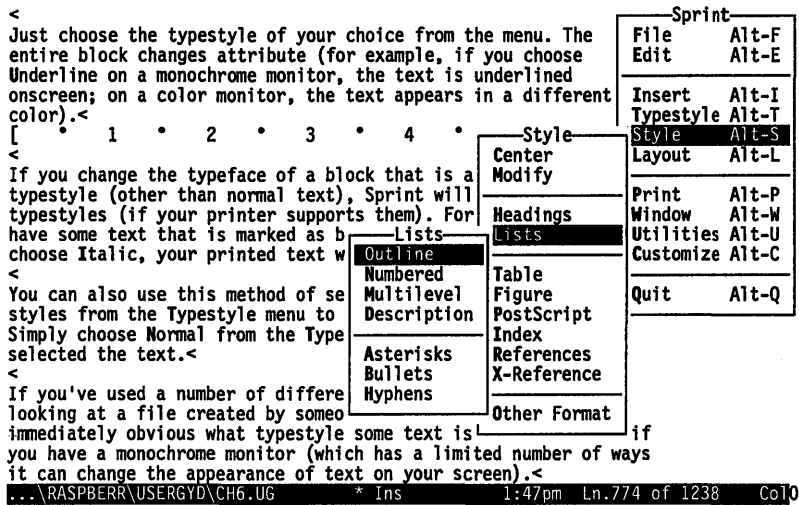 <
Just choose the typestyle of your choice from the menu. The
entire block changes attribute (for example, if you choose
Underline on a monochrome monitor, the text is underlined
onscreen; on a color monitor, the text appears in a different
color).<
[ • 1 • 2 • 3 • 4 •
<
If you change the typeface of a block that is a
typestyle (other than normal text), Sprint will
typestyles (if your printer supports them). For
have some text that is marked as b
choose Italic, your printed text w
<
You can also use this method of se
styles from the Typestyle menu to
Simply choose Normal from the Type
selected the text.<
<
If you've used a number of differe
looking at a file created by someo
immediately obvious what typestyle some text is if
you have a monochrome monitor (which has a limited number of ways
it can change the appearance of text on your screen).<
Sprint
File Alt-F
Edit Alt-E
Insert Alt-I
Typestyle Alt-T
Style Alt-S
Layout Alt-L
Print Alt-P
Window Alt-W
Utilities Alt-U
Customize Alt-C
Quit Alt-Q
Style
Center
Modify
Headings
Lists
Table
Figure
PostScript
Index
References
X-Reference
Other Format
Lists
Outline
Numbered
Multilevel
Description
Asterisks
Bullets
Hyphens
...\RASPBERR\USERGYD\CH6.UG * Ins 1:47pm Ln.774 of 1238 Col0